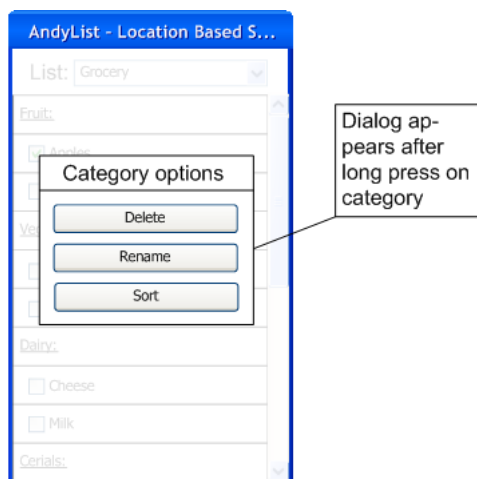 AndyList - Location Based S...
List: Grocery
Fruit:
Apples
Category options
Delete
Rename
Sort
Dairy:
Cheese
Milk
Cerials:
Dialog ap-
pears after
long press on
category